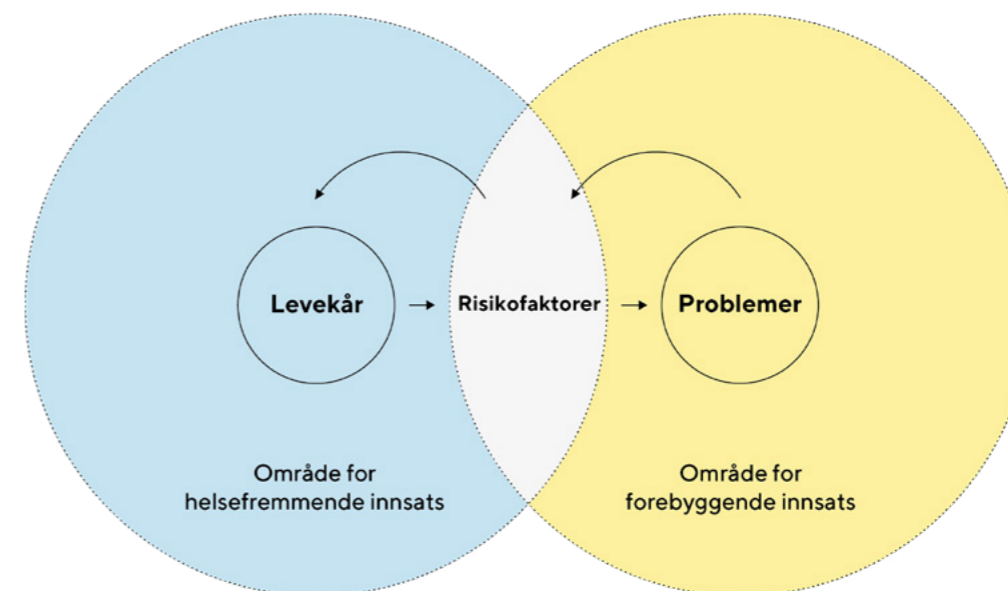 Levekår
Risikofaktorer
Problemer
Område for
helsefremmende innsats
Område for
forebyggende innsats